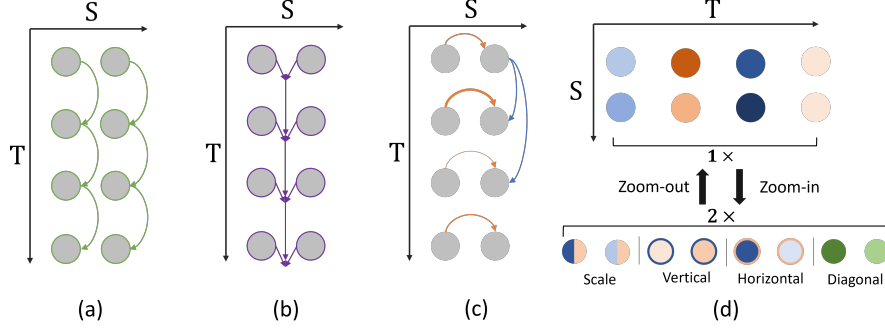 S
S
S
T
T
T
T
S
1 ×
Zoom-out
Zoom-in
2 ×
Scale
Vertical
Horizontal
Diagonal
(a)
(b)
(c)
(d)